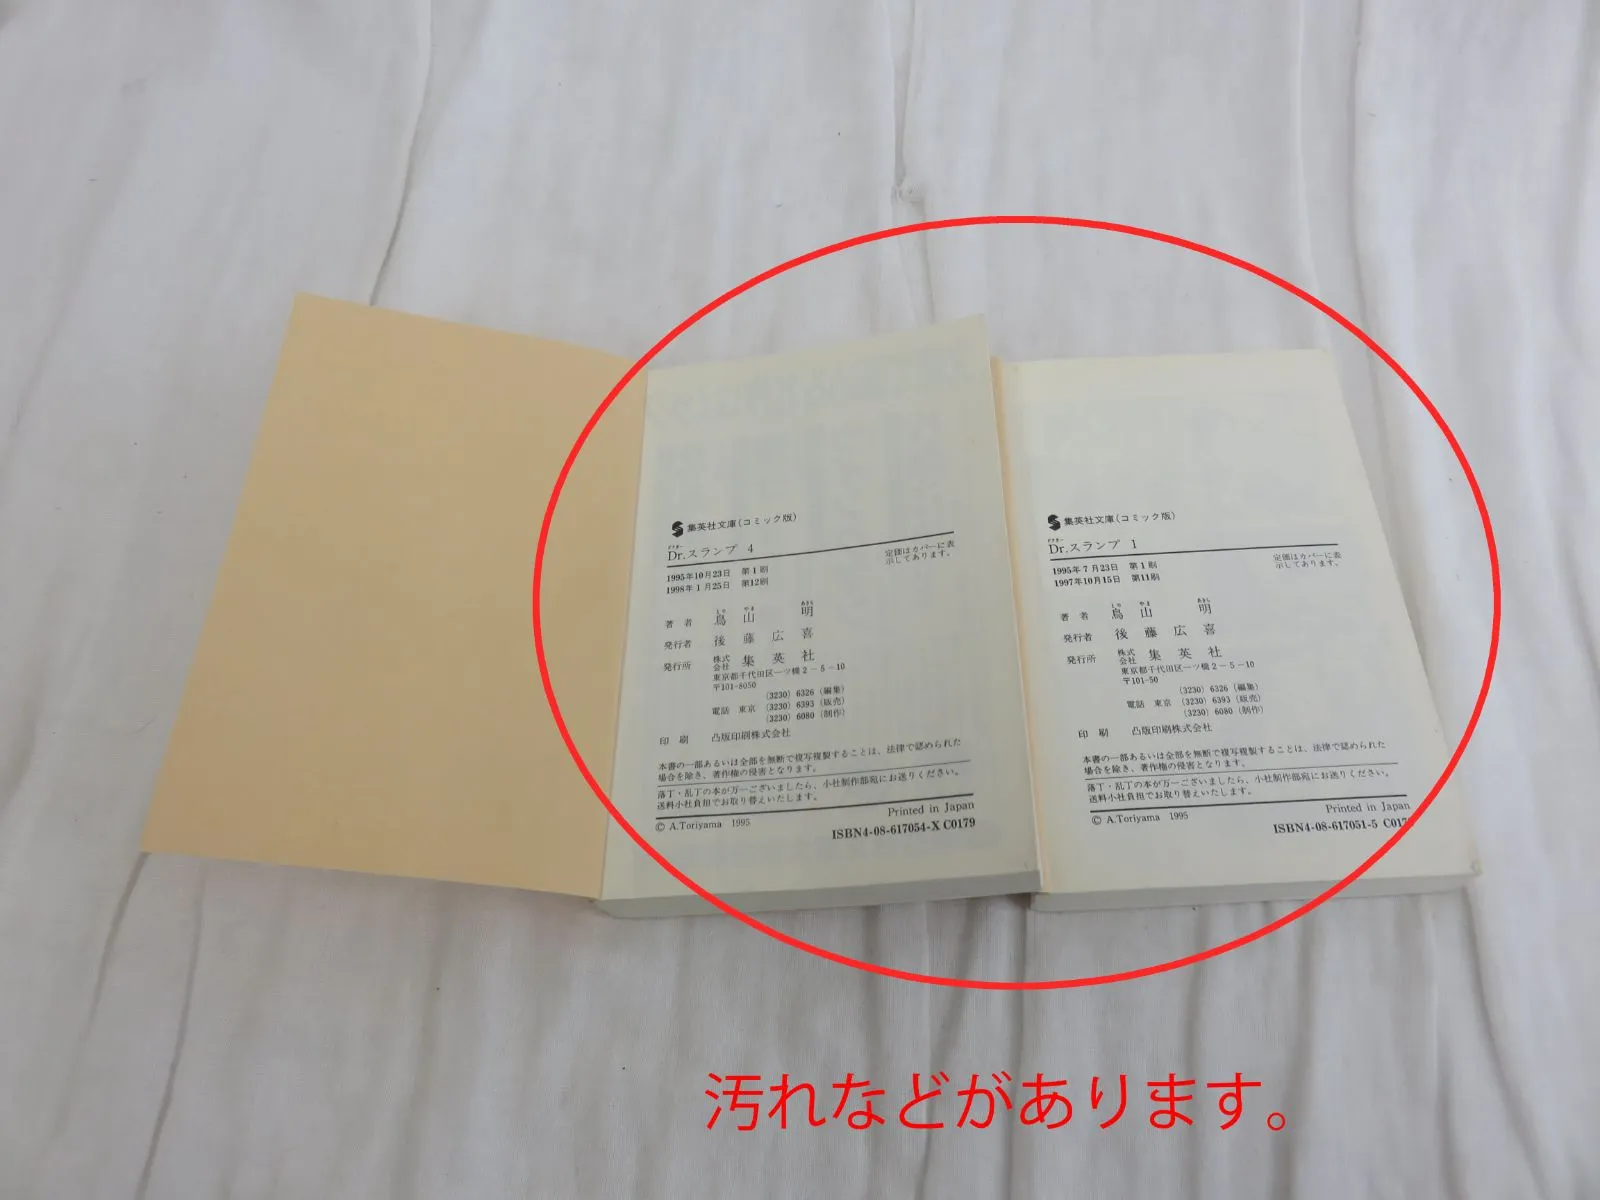 集英社文庫(コミック版)
ドクター
Dr.スランプ 4
1995年10月23日 第1刷
1998年1月25日 第12刷
定価はカバーに表
示してあります。
とり やま あきら
著者 鳥山 明
発行者 後藤広喜
発行所 株式会社 集英社
東京都千代田区一ツ橋2-5-10
〒101-8050
(3230) 6326 (編集)
電話 東京 (3230) 6393 (販売)
(3230) 6080 (制作)
印刷 凸版印刷株式会社
本書の一部あるいは全部を無断で複写複製することは、法律で認められた
場合を除き、著作権の侵害となります。
落丁・乱丁の本が万一ございましたら、小社制作部宛にお送りください。
送料小社負担でお取り替えいたします。
© A.Toriyama 1995
Printed in Japan
ISBN4-08-617054-X C0179
集英社文庫(コミック版)
ドクター
Dr.スランプ 1
1995年7月23日 第1刷
1997年10月15日 第11刷
定価はカバーに表
示してあります。
とり やま あきら
著者 鳥山 明
発行者 後藤広喜
発行所 株式会社 集英社
東京都千代田区一ツ橋2-5-10
〒101-50
(3230) 6326 (編集)
電話 東京 (3230) 6393 (販売)
(3230) 6080 (制作)
印刷 凸版印刷株式会社
本書の一部あるいは全部を無断で複写複製することは、法律で認められた
場合を除き、著作権の侵害となります。
落丁・乱丁の本が万一ございましたら、小社制作部宛にお送りください。
送料小社負担でお取り替えいたします。
© A.Toriyama 1995
Printed in Japan
ISBN4-08-617051-5 C0179
汚れなどがあります。